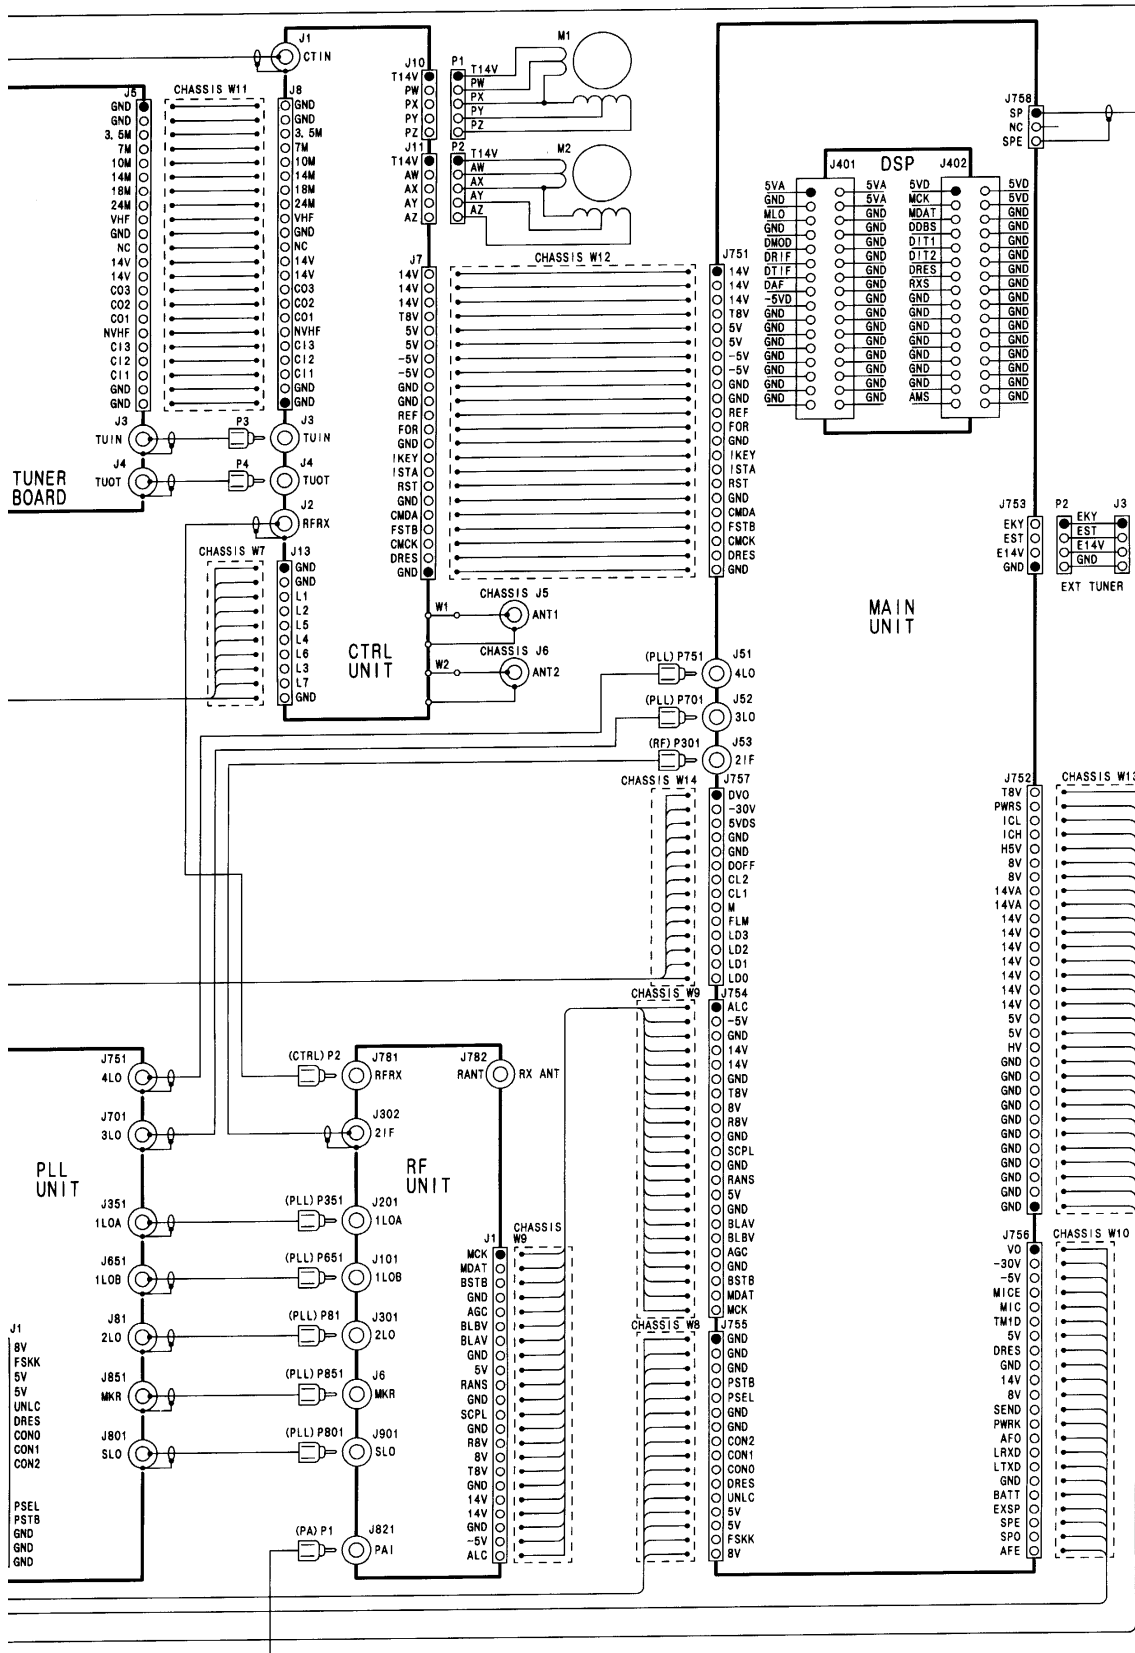 J1
CTIN
J5
GND
GND
3.5M
7M
10M
14M
18M
24M
VHF
GND
NC
14V
14V
CO3
CO2
CO1
NVHF
CI3
CI2
CI1
GND
GND
CHASSIS W11
J8
GND
GND
3.5M
7M
10M
14M
18M
24M
VHF
GND
NC
14V
14V
CO3
CO2
CO1
NVHF
CI3
CI2
CI1
GND
GND
J3
TUIN
P3
J3
TUIN
J4
TUOT
P4
J4
TUOT
TUNER
BOARD
J2
RFRX
CHASSIS W7
J13
GND
GND
L1
L2
L5
L4
L6
L3
L7
GND
CTRL
UNIT
J10
T14V
PW
PX
PY
PZ
P1
T14V
PW
PX
PY
PZ
M1
J11
T14V
AW
AX
AY
AZ
P2
T14V
AW
AX
AY
AZ
M2
J7
14V
14V
14V
T8V
5V
5V
-5V
-5V
GND
GND
REF
FOR
GND
IKEY
ISTA
RST
GND
CMDA
FSTB
CMCK
DRES
GND
CHASSIS W12
J751
14V
14V
14V
T8V
5V
5V
-5V
-5V
GND
GND
REF
FOR
GND
IKEY
ISTA
RST
GND
CMDA
FSTB
CMCK
DRES
GND
W1
CHASSIS J5
ANT1
W2
CHASSIS J6
ANT2
J758
SP
NC
SPE
DSP
J401
5VA
GND
MLO
GND
DMOD
DRIF
DTIF
DAF
-5VD
GND
GND
GND
GND
GND
GND
GND
5VA
5VA
GND
GND
GND
GND
GND
GND
GND
GND
GND
GND
GND
GND
GND
GND
J402
5VD
MCK
MDAT
DDBS
DIT1
DIT2
DRES
RXS
GND
GND
GND
GND
GND
GND
GND
AMS
5VD
5VD
GND
GND
GND
GND
GND
GND
GND
GND
GND
GND
GND
GND
GND
GND
J753
EKY
EST
E14V
GND
P2
EKY
EST
E14V
GND
J3
EXT TUNER
MAIN
UNIT
(PLL) P751
J51
4LO
(PLL) P701
J52
3LO
(RF) P301
J53
2IF
CHASSIS W14
J757
DVO
-30V
5VDS
GND
GND
DOFF
CL2
CL1
M
FLM
LD3
LD2
LD1
LD0
CHASSIS W9
J754
ALC
-5V
GND
14V
14V
GND
T8V
8V
R8V
GND
SCPL
GND
RANS
5V
GND
BLAV
BLBV
AGC
GND
BSTB
MDAT
MCK
CHASSIS W8
J755
GND
GND
GND
PSTB
PSEL
GND
GND
CON2
CON1
CONO
DRES
UNLC
5V
5V
FSKK
8V
J752
T8V
PWRS
ICL
ICH
H5V
8V
8V
14VA
14VA
14V
14V
14V
14V
14V
14V
14V
5V
5V
HV
GND
GND
GND
GND
GND
GND
GND
GND
GND
GND
GND
CHASSIS W13
J756
VO
-30V
-5V
MICE
MIC
TM1D
5V
DRES
GND
14V
8V
SEND
PWRK
AFO
LRXD
LTXD
GND
BATT
EXSP
SPE
SPO
AFE
CHASSIS W10
J751
4LO
J701
3LO
PLL
UNIT
J351
1LOA
J651
1LOB
J81
2LO
J851
MKR
J801
SLO
J1
8V
FSKK
5V
5V
UNLC
DRES
CONO
CON1
CON2
PSEL
PSTB
GND
GND
GND
(CTRL) P2
J781
RFRX
J782
RANT
RX ANT
J302
2IF
RF
UNIT
(PLL) P351
J201
1LOA
(PLL) P651
J101
1LOB
(PLL) P81
J301
2LO
(PLL) P851
J6
MKR
(PLL) P801
J901
SLO
(PA) P1
J821
PAI
J1
MCK
MDAT
BSTB
GND
AGC
BLBV
BLAV
GND
5V
RANS
GND
SCPL
GND
R8V
8V
T8V
GND
14V
14V
GND
-5V
ALC
CHASSIS
W9